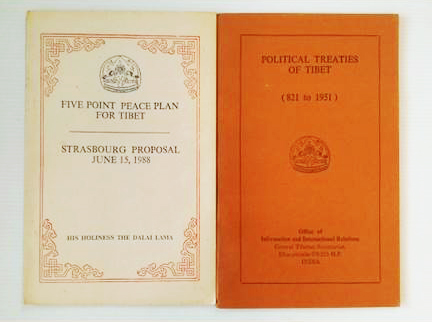 FIVE POINT PEACE PLAN
FOR TIBET
STRASBOURG PROPOSAL
JUNE 15, 1988
HIS HOLINESS THE DALAI LAMA
POLITICAL TREATIES
OF TIBET
( 821 to 1951 )
Office of
Information and International Relations
Central Tibetan Secretariat,
H.P.
INDIA